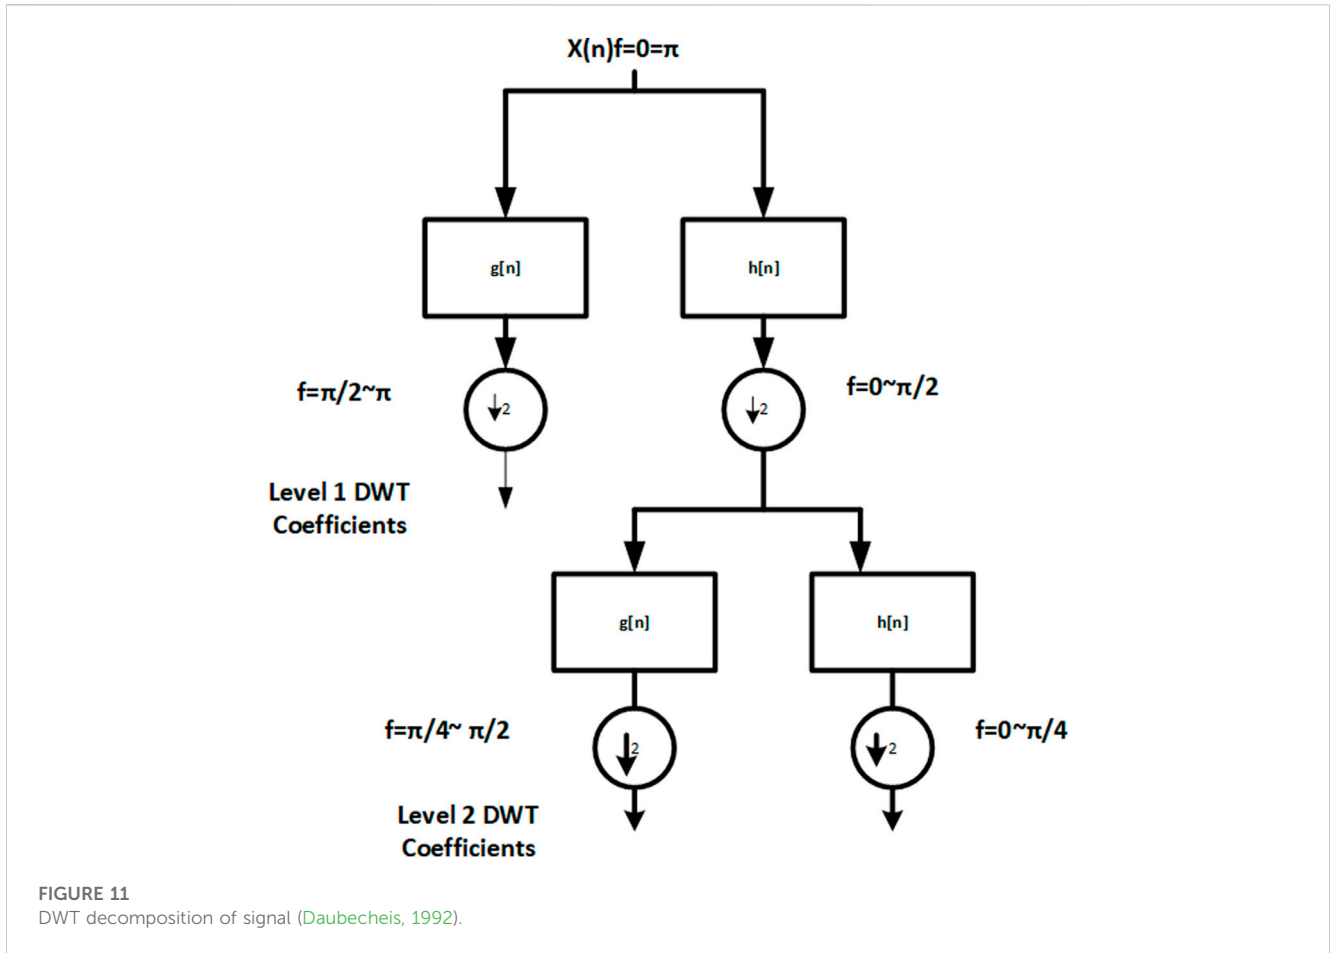 X(n)f=0=π
g[n]
h[n]
f=π/2~π
↓2
↓2
f=0~π/2
Level 1 DWT
Coefficients
g[n]
h[n]
f=π/4~ π/2
↓2
↓2
f=0~π/4
Level 2 DWT
Coefficients
FIGURE 11
DWT decomposition of signal (Daubecheis, 1992).